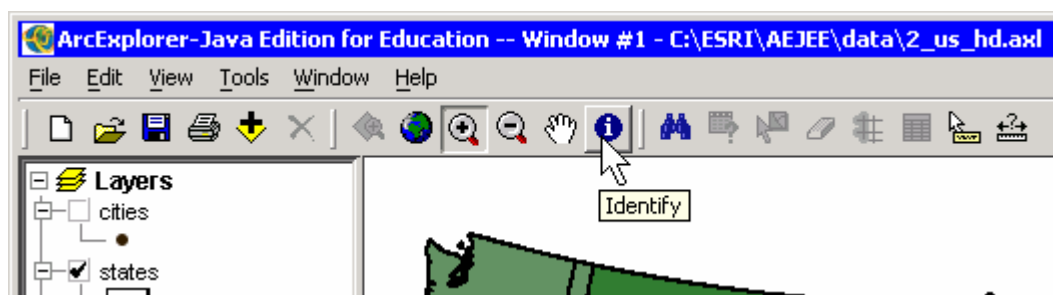 ArcExplorer-Java Edition for Education -- Window #1 - C:\ESRI\AEJEE\data\2_us_hd.axl
File Edit View Tools Window Help
Identify
Layers
cities
states